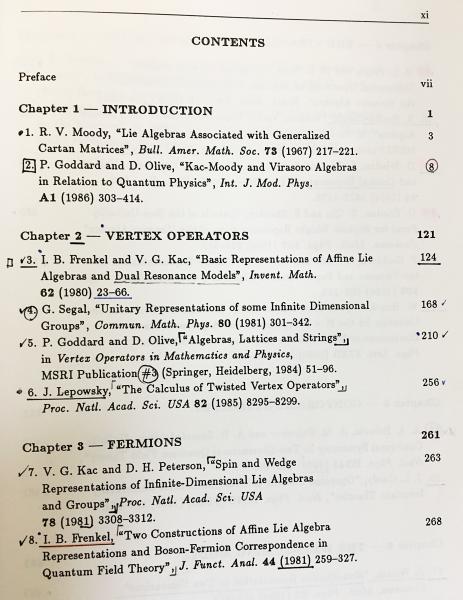 xi
CONTENTS
Preface vii
Chapter 1 — INTRODUCTION 1
1. R. V. Moody, "Lie Algebras Associated with Generalized 3
Cartan Matrices", Bull. Amer. Math. Soc. 73 (1967) 217-221.
2. P. Goddard and D. Olive, "Kac-Moody and Virasoro Algebras 8
in Relation to Quantum Physics", Int. J. Mod. Phys.
A1 (1986) 303-414.
Chapter 2 — VERTEX OPERATORS 121
3. I. B. Frenkel and V. G. Kac, "Basic Representations of Affine Lie 124
Algebras and Dual Resonance Models", Invent. Math.
62 (1980) 23-66.
4. G. Segal, "Unitary Representations of some Infinite Dimensional 168
Groups", Commun. Math. Phys. 80 (1981) 301-342.
5. P. Goddard and D. Olive, "Algebras, Lattices and Strings", 210
in Vertex Operators in Mathematics and Physics,
MSRI Publication #3 (Springer, Heidelberg, 1984) 51-96.
6. J. Lepowsky, "The Calculus of Twisted Vertex Operators", 256
Proc. Natl. Acad. Sci. USA 82 (1985) 8295-8299.
Chapter 3 — FERMIONS 261
7. V. G. Kac and D. H. Peterson, "Spin and Wedge 263
Representations of Infinite-Dimensional Lie Algebras
and Groups", Proc. Natl. Acad. Sci. USA
78 (1981) 3308-3312.
8. I. B. Frenkel, "Two Constructions of Affine Lie Algebra 268
Representations and Boson-Fermion Correspondence in
Quantum Field Theory", J. Funct. Anal. 44 (1981) 259-327.